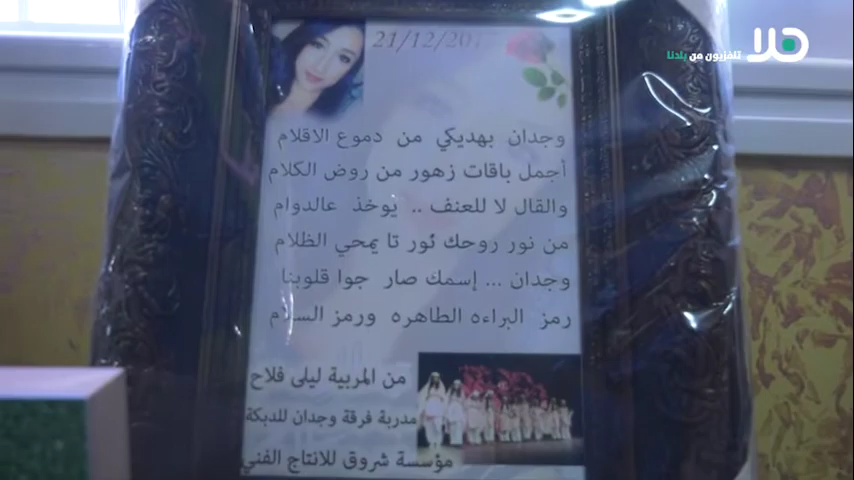 هلا
تلفزيون من بلدنا
21/12/201
وجدان بهديكي من دموع الاقلام
أجمل باقات زهور من روض الكلام
والقال لا للعنف .. يوخذ عالدوام
من نور روحك نُور تا يمحي الظلام
وجدان ... إسمك صار جوا قلوبنا
رمز البراءه الطاهره ورمز السلام
من المربية ليلى فلاح
مدربة فرقة وجدان للدبكة
مؤسسة شروق للانتاج الفني